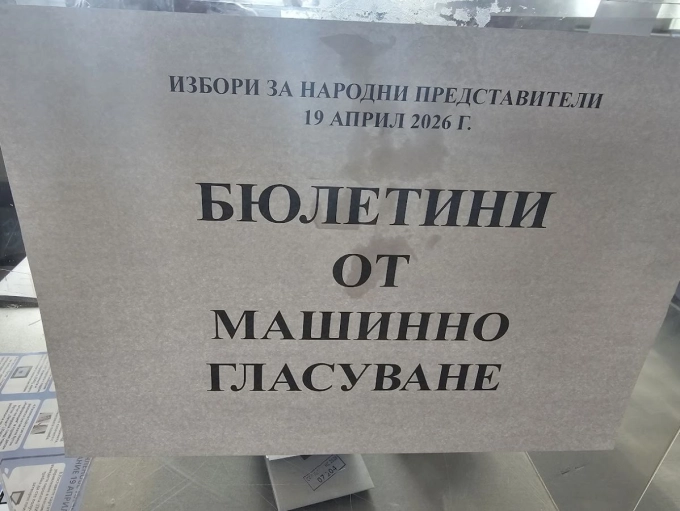 ИЗБОРИ ЗА НАРОДНИ ПРЕДСТАВИТЕЛИ
19 АПРИЛ 2026 Г.
БЮЛЕТИНИ
ОТ
МАШИННО
ГЛАСУВАНЕ